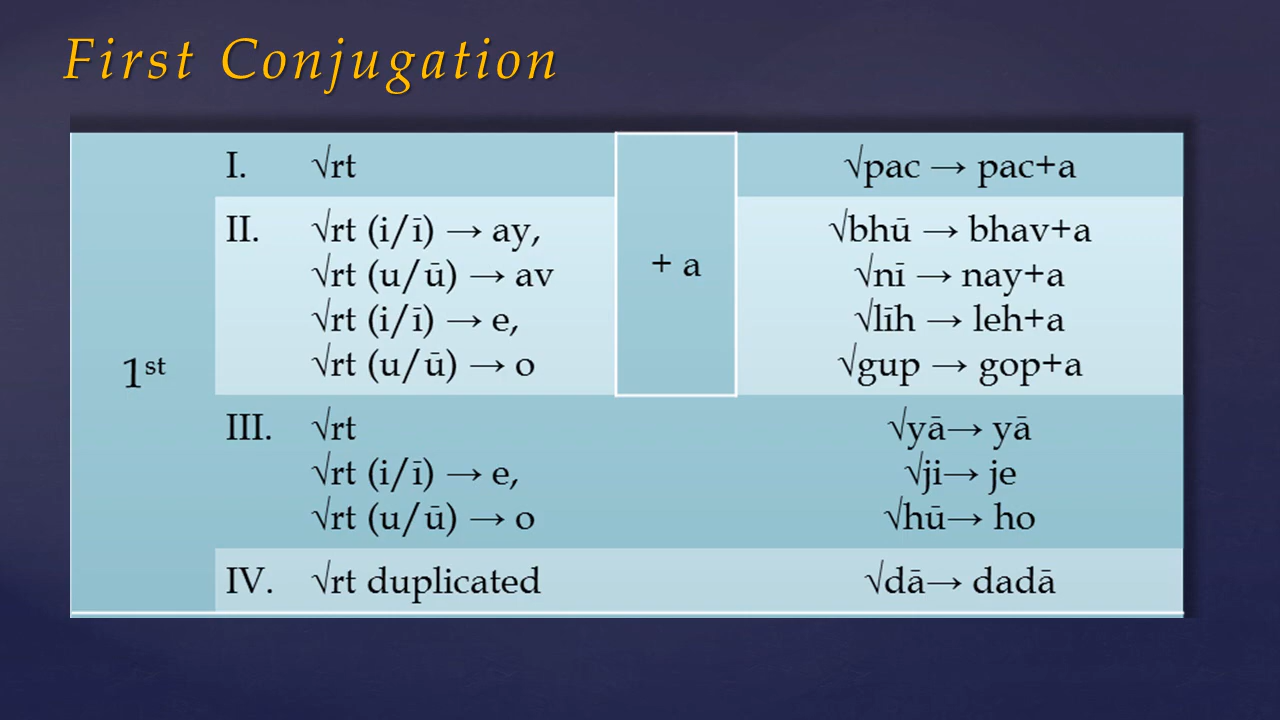 First Conjugation
1st
I. √rt
+ a
√pac → pac+a
II. √rt (i/ī) → ay,
√rt (u/ū) → av
√rt (i/ī) → e,
√rt (u/ū) → o
√bhū → bhav+a
√nī → nay+a
√līh → leh+a
√gup → gop+a
III. √rt
√rt (i/ī) → e,
√rt (u/ū) → o
√yā→ yā
√ji→ je
√hū→ ho
IV. √rt duplicated
√dā→ dadā